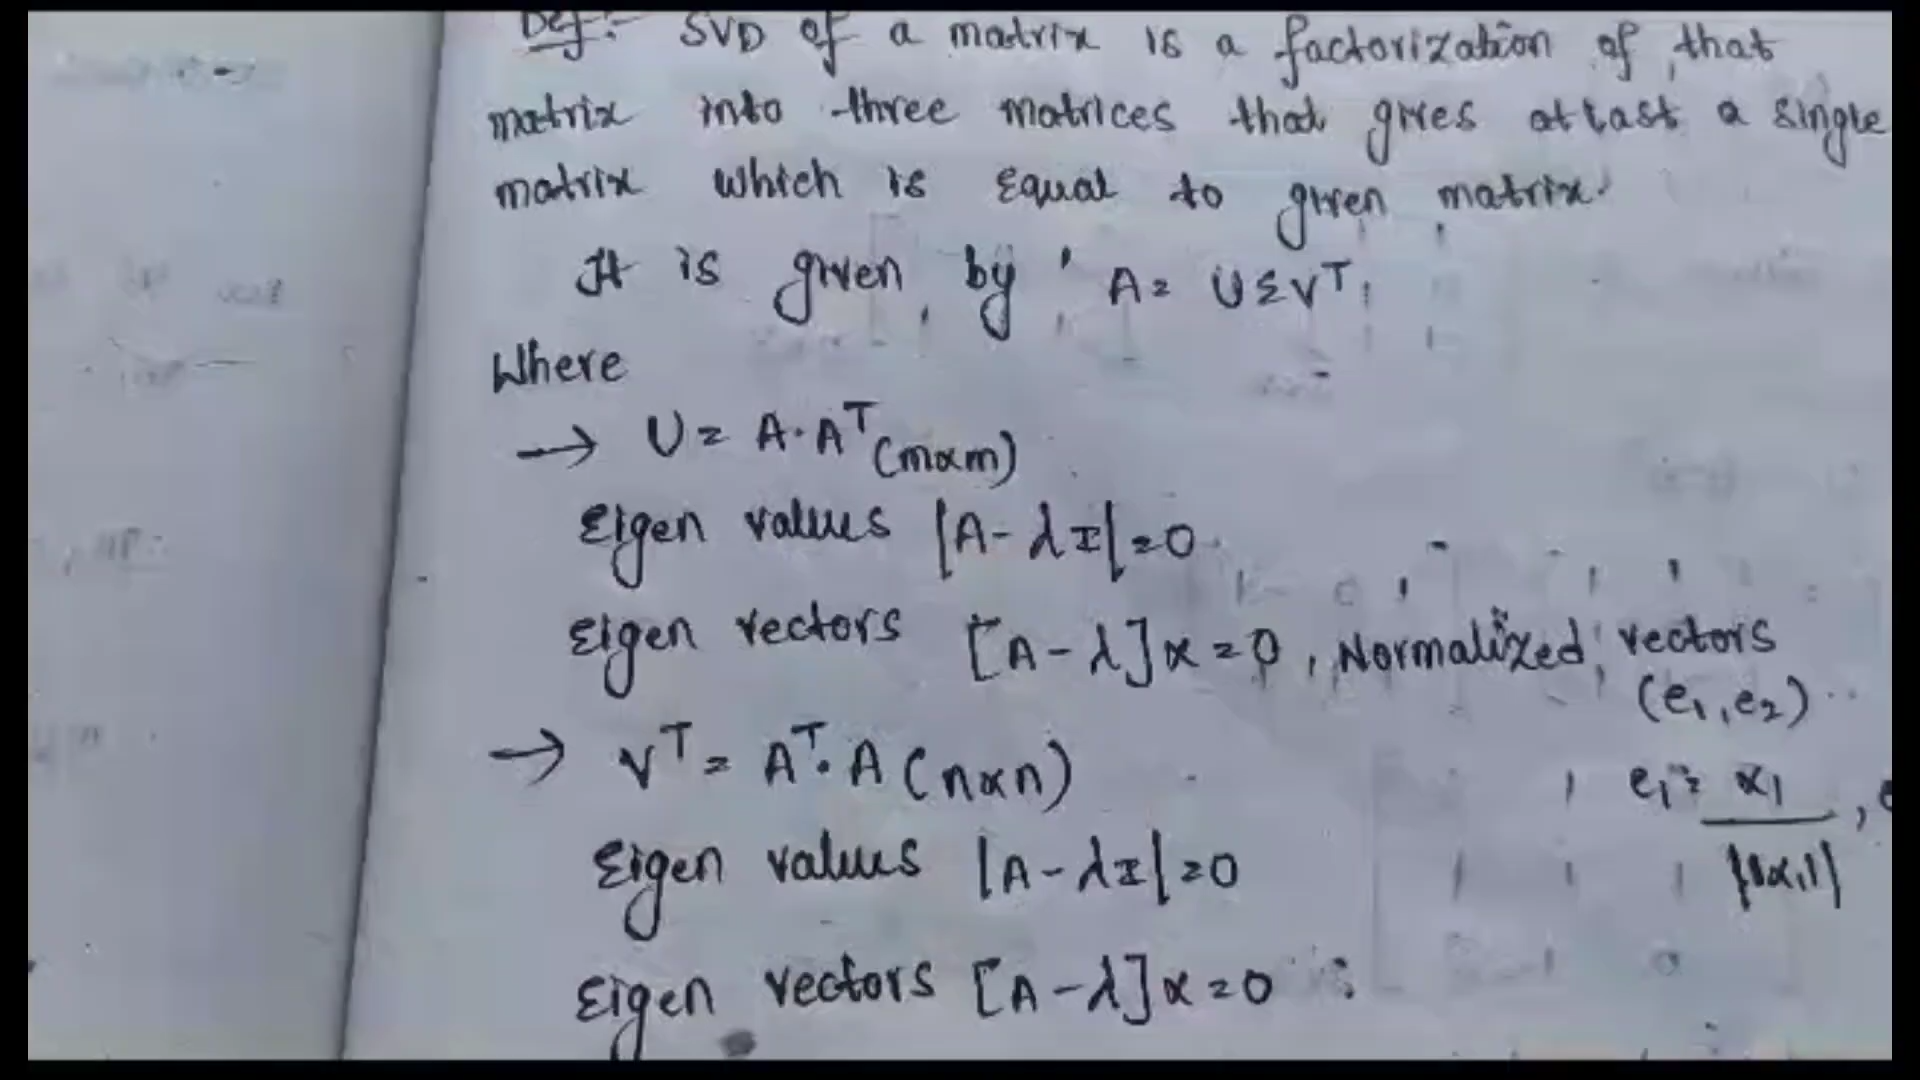 Def:- SVD of a matrix is a factorization of that
matrix into three matrices that gives atlast a single
matrix which is equal to given matrix.
It is given by A = UΣV^T
Where
→ U = A·A^T (m×m)
Eigen values |A-λI|=0
Eigen vectors [A-λ]x=0, Normalized vectors
(e₁,e₂)
→ V^T = A^T·A (n×n)
e₁ = x₁ / ||x₁||,
Eigen values |A-λI|=0
Eigen vectors [A-λ]x=0